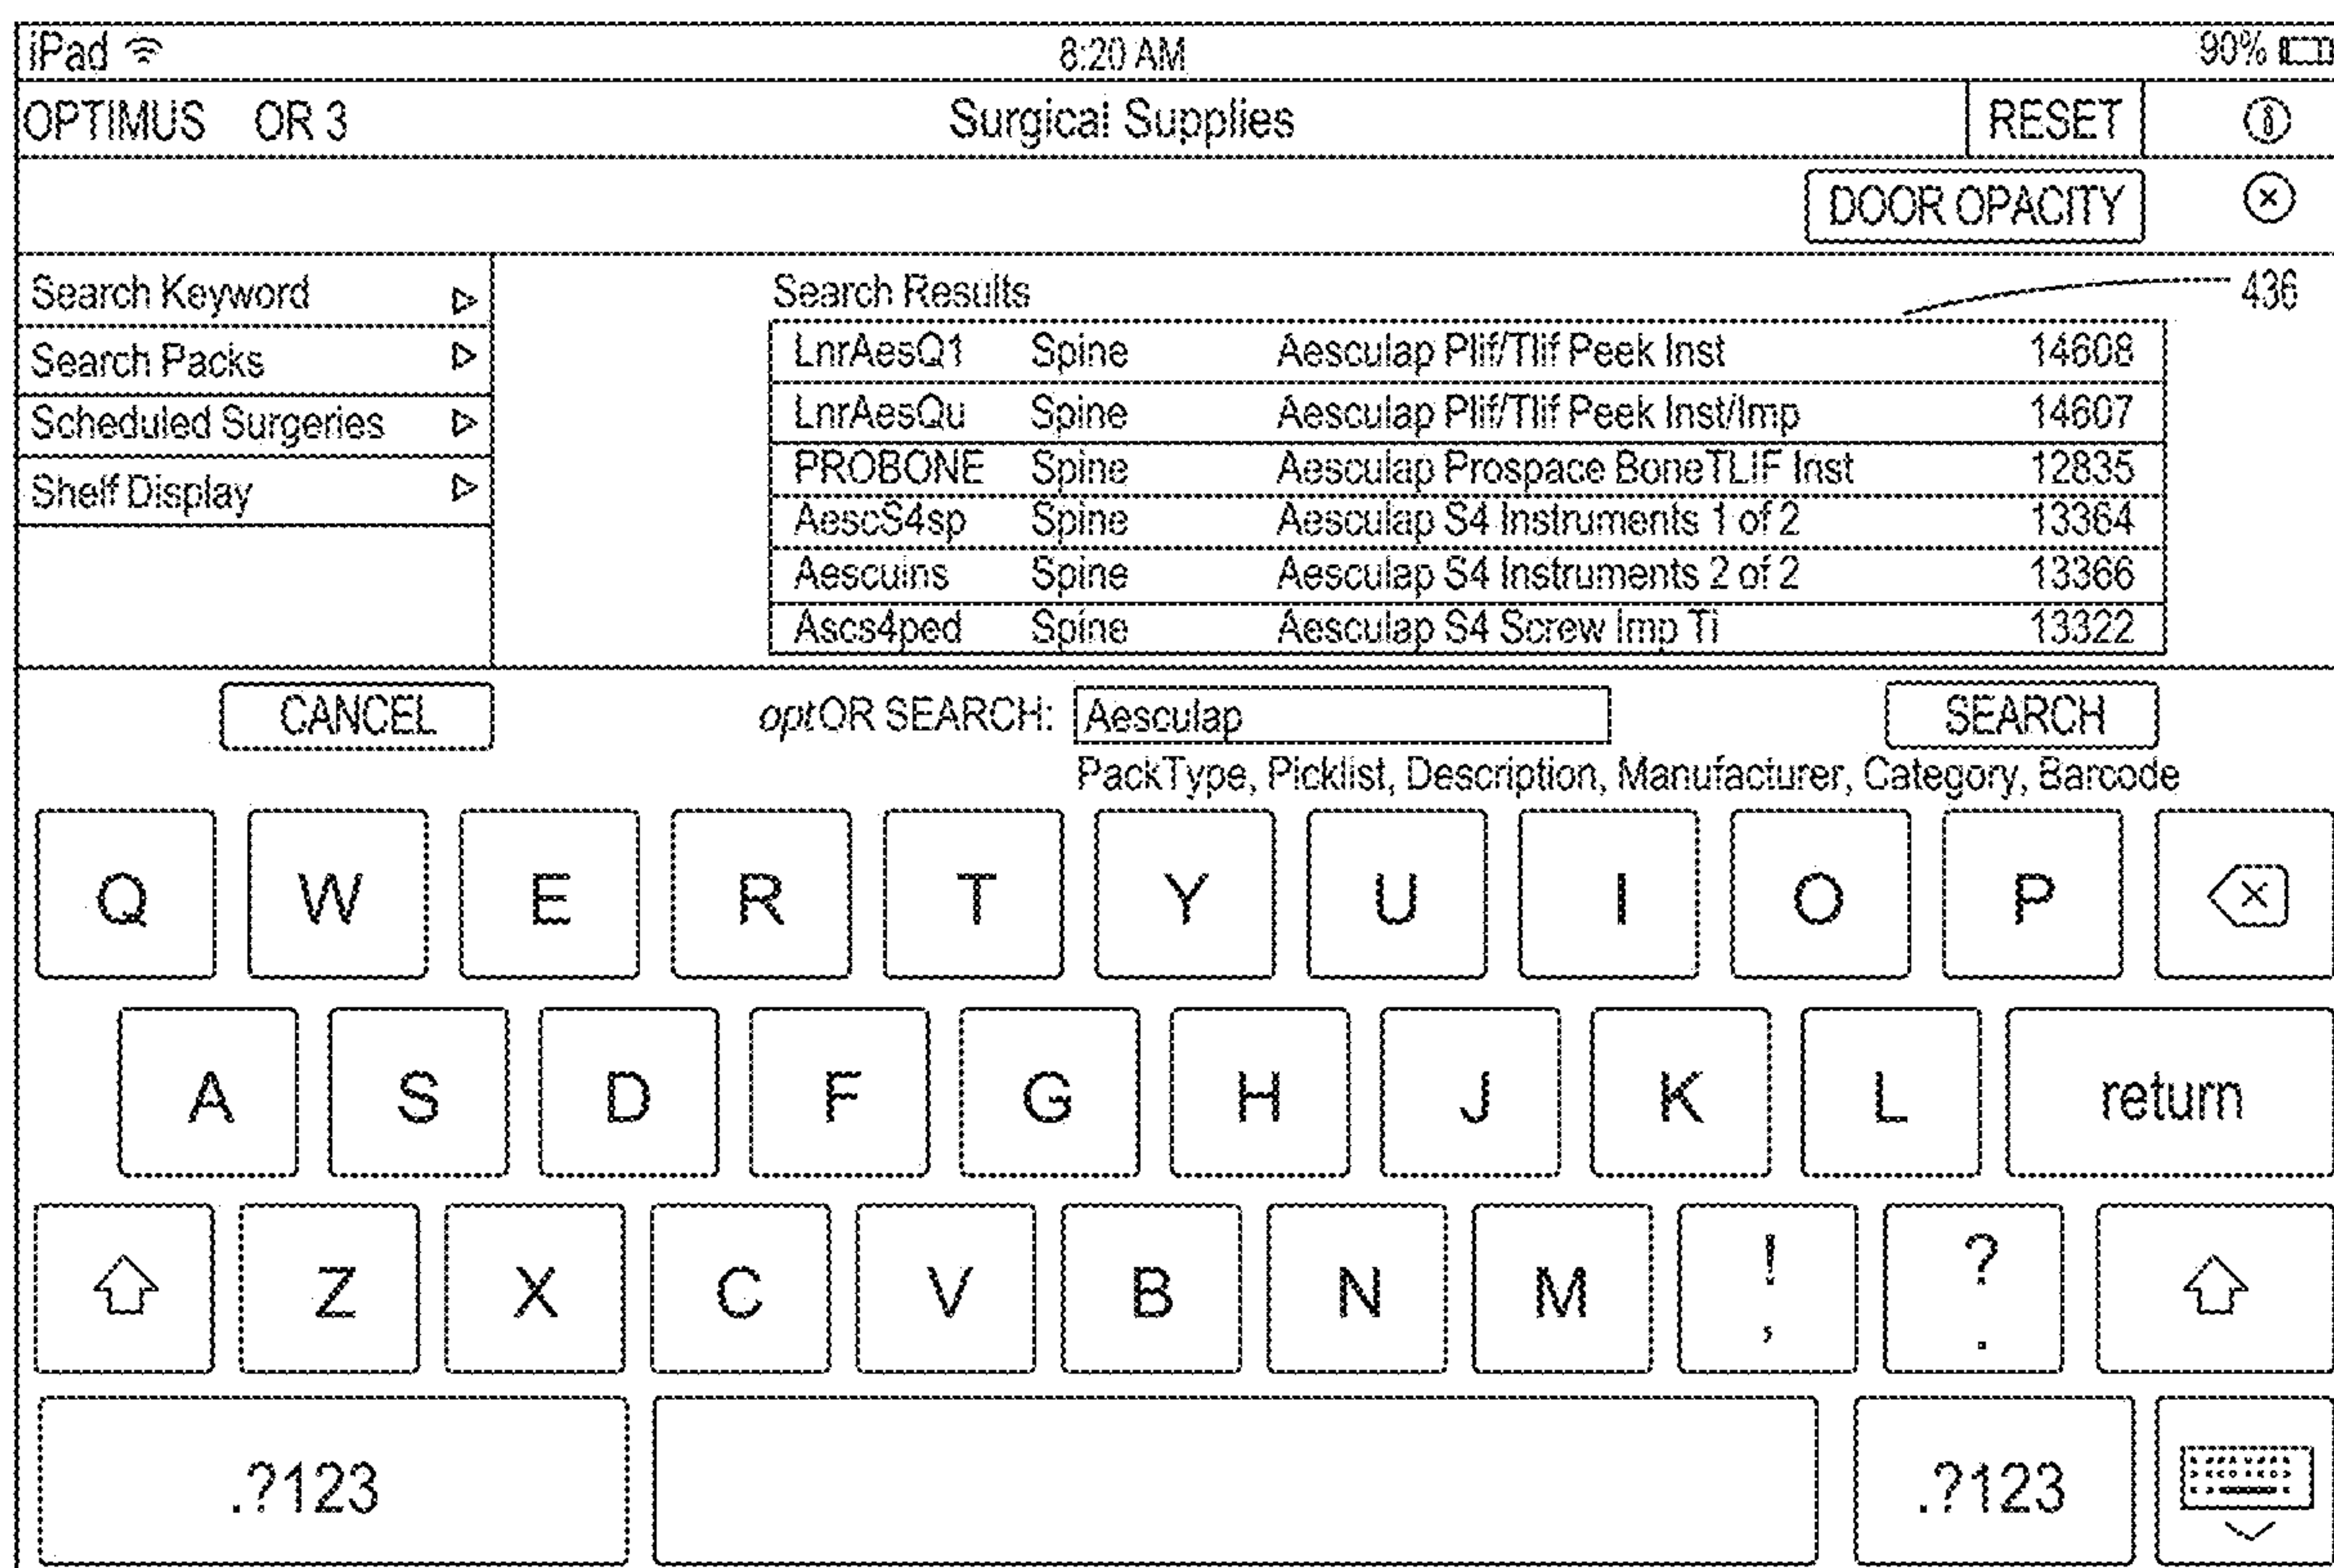 iPad 8:20 AM 90%
OPTIMUS OR 3 Surgical Supplies RESET
DOOR OPACITY
Search Keyword
Search Packs
Scheduled Surgeries
Shelf Display
Search Results 436
LnrAesQ1 Spine Aesculap Plif/Tlif Peek Inst 14608
LnrAesQu Spine Aesculap Plif/Tlif Peek Inst/Imp 14607
PROBONE Spine Aesculap Prospace BoneTLIF Inst 12835
AescS4sp Spine Aesculap S4 Instruments 1 of 2 13364
Aescuins Spine Aesculap S4 Instruments 2 of 2 13366
Ascs4ped Spine Aesculap S4 Screw Imp Ti 13322
CANCEL optOR SEARCH: Aesculap SEARCH
PackType, Picklist, Description, Manufacturer, Category, Barcode
Q W E R T Y U I O P
A S D F G H J K L return
Z X C V B N M ! , ? .
.?123 .?123